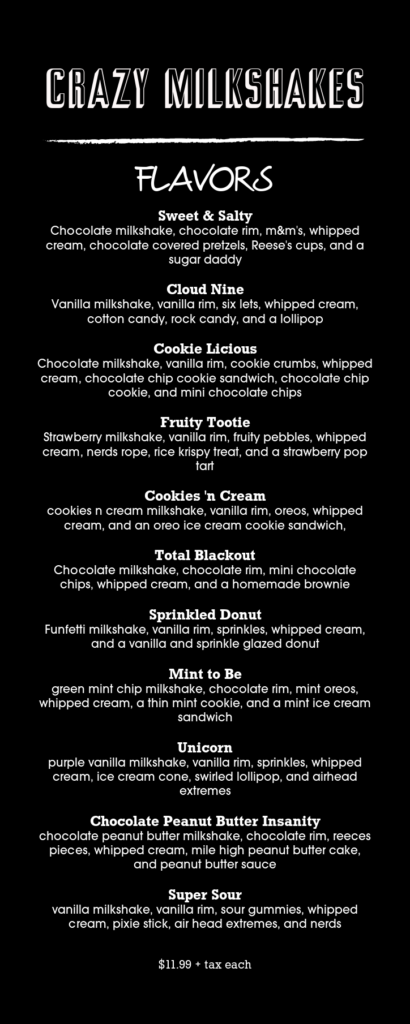 CRAZY MILKSHAKES
FLAVORS
Sweet & Salty
Chocolate milkshake, chocolate rim, m&m's, whipped
cream, chocolate covered pretzels, Reese's cups, and a
sugar daddy
Cloud Nine
Vanilla milkshake, vanilla rim, six lets, whipped cream,
cotton candy, rock candy, and a lollipop
Cookie Licious
Chocolate milkshake, vanilla rim, cookie crumbs, whipped
cream, chocolate chip cookie sandwich, chocolate chip
cookie, and mini chocolate chips
Fruity Tootie
Strawberry milkshake, vanilla rim, fruity pebbles, whipped
cream, nerds rope, rice krispy treat, and a strawberry pop
tart
Cookies 'n Cream
cookies n cream milkshake, vanilla rim, oreos, whipped
cream, and an oreo ice cream cookie sandwich,
Total Blackout
Chocolate milkshake, chocolate rim, mini chocolate
chips, whipped cream, and a homemade brownie
Sprinkled Donut
Funfetti milkshake, vanilla rim, sprinkles, whipped cream,
and a vanilla and sprinkle glazed donut
Mint to Be
green mint chip milkshake, chocolate rim, mint oreos,
whipped cream, a thin mint cookie, and a mint ice cream
sandwich
Unicorn
purple vanilla milkshake, vanilla rim, sprinkles, whipped
cream, ice cream cone, swirled lollipop, and airhead
extremes
Chocolate Peanut Butter Insanity
chocolate peanut butter milkshake, chocolate rim, reeces
pieces, whipped cream, mile high peanut butter cake,
and peanut butter sauce
Super Sour
vanilla milkshake, vanilla rim, sour gummies, whipped
cream, pixie stick, air head extremes, and nerds
$11.99 + tax each